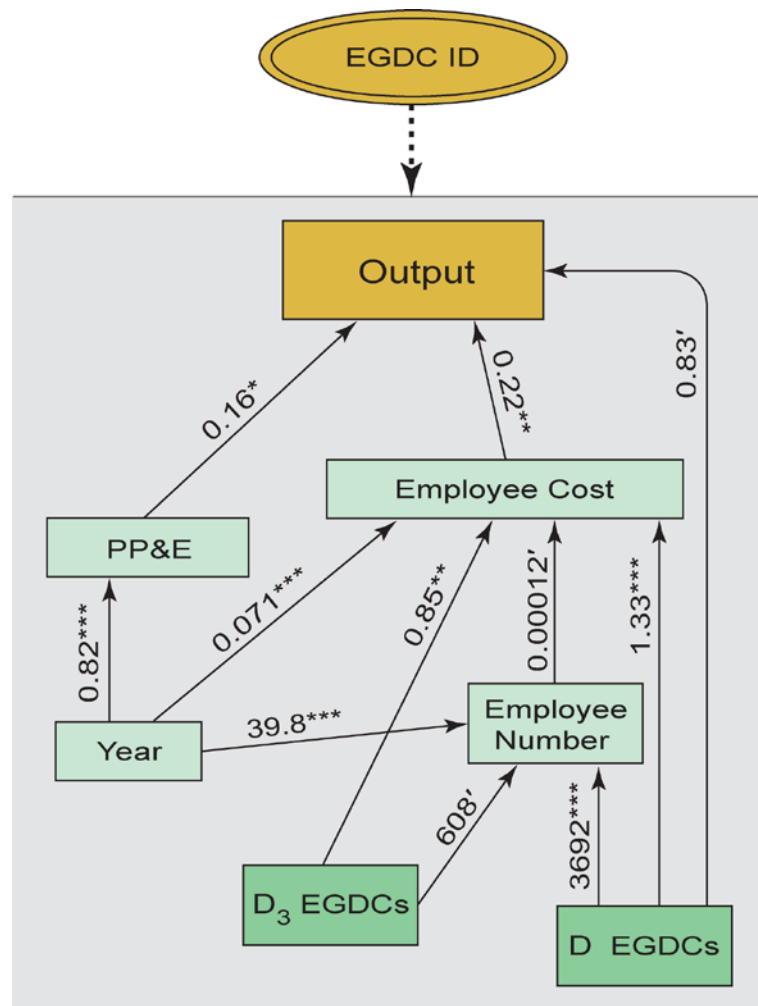 EGDC ID
Output
0.83′
0.16*
0.22**
Employee Cost
PP&E
0.071***
0.85**
0.00012′
1.33***
0.82***
Year
39.8***
Employee
Number
608′
3692***
D₃ EGDCs
D EGDCs